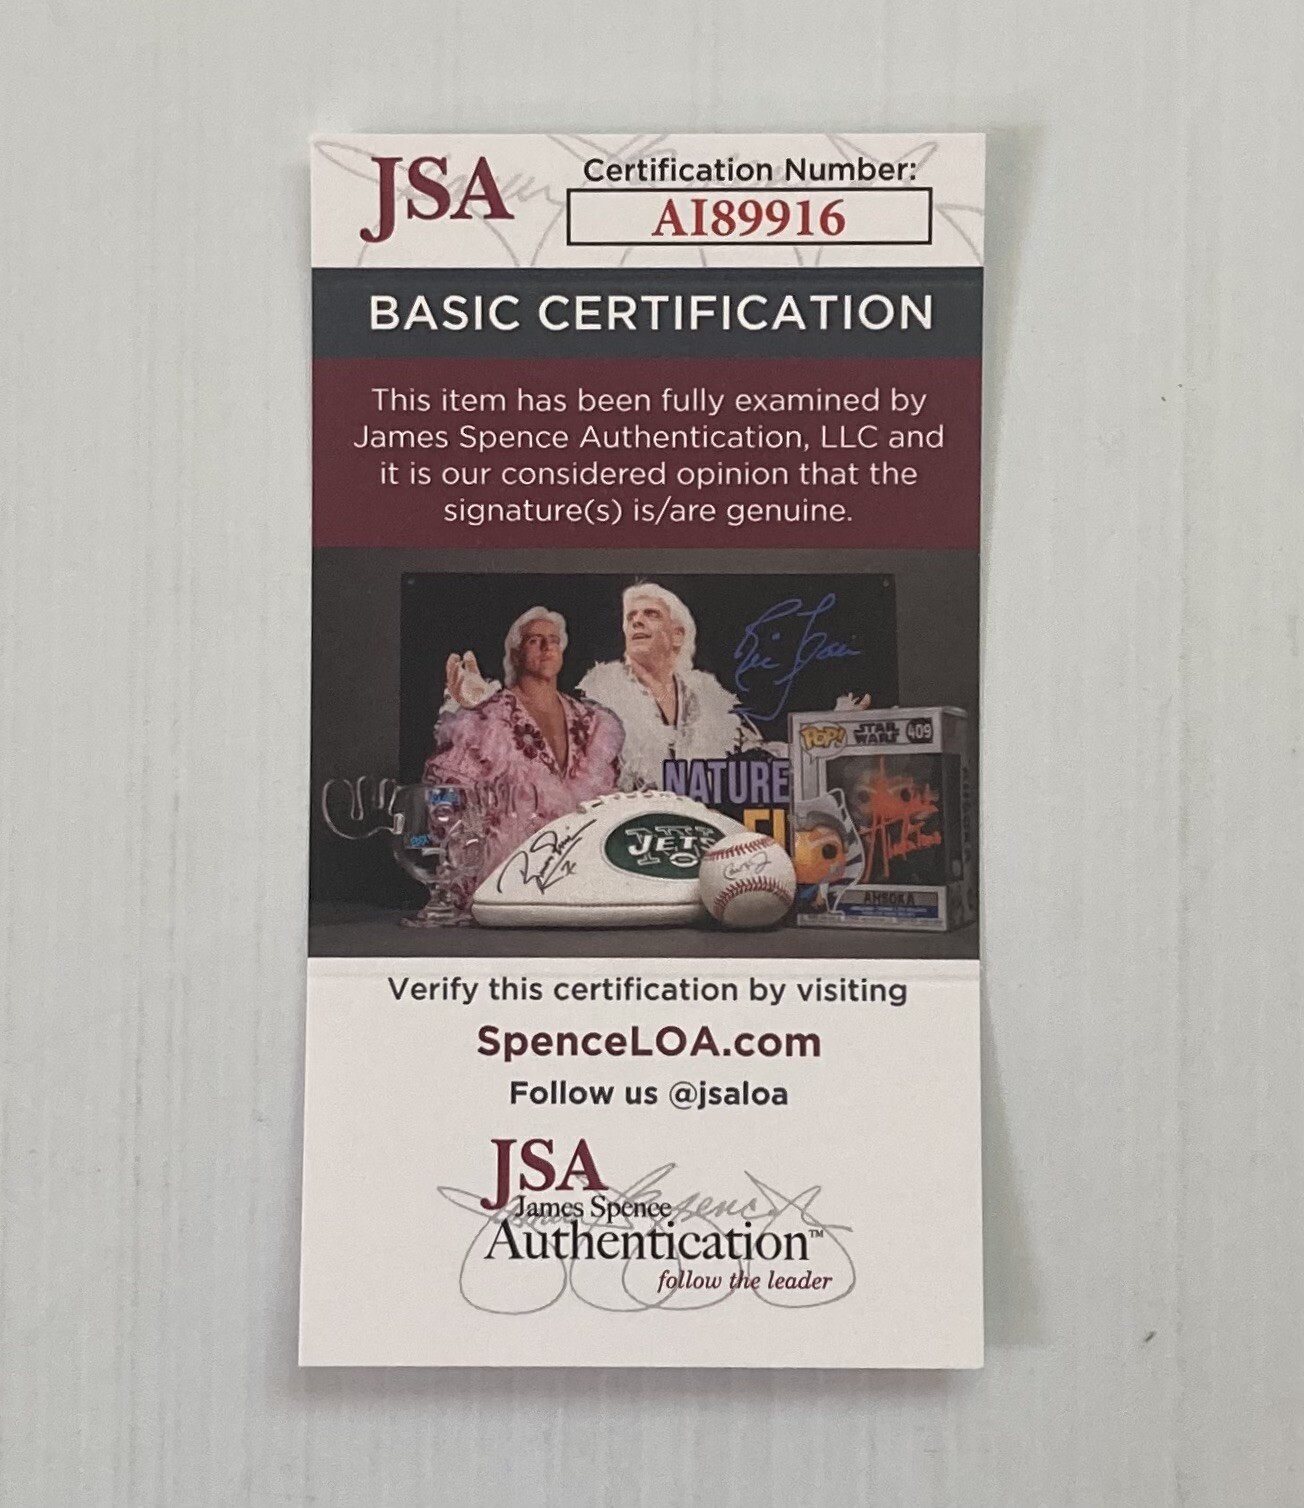 JSA
Certification Number:
AI89916
BASIC CERTIFICATION
This item has been fully examined by
James Spence Authentication, LLC and
it is our considered opinion that the
signature(s) is/are genuine.
POP!
STAR
WARS
409
NATURE
JETS
AHSOKA
Verify this certification by visiting
SpenceLOA.com
Follow us @jsaloa
JSA
James Spence
Authentication™
follow the leader